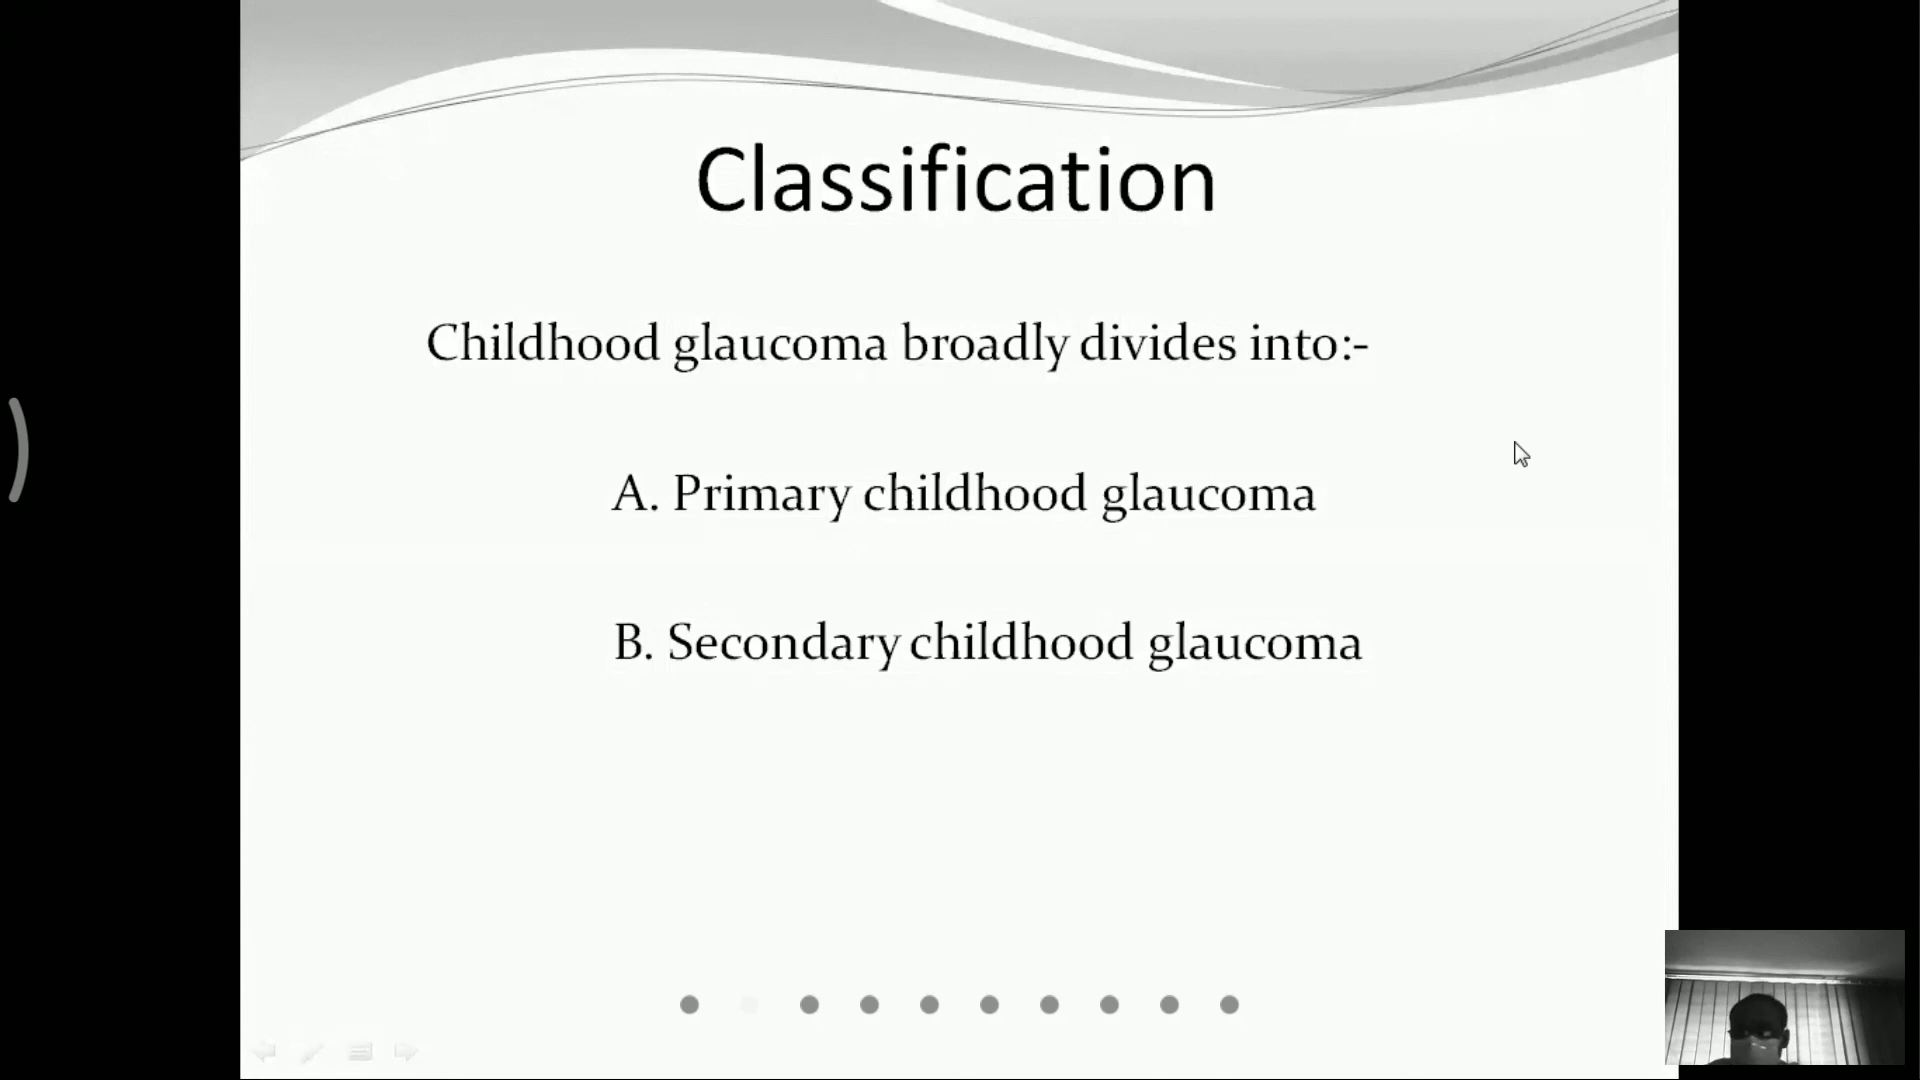 Classification
Childhood glaucoma broadly divides into:-
A. Primary childhood glaucoma
B. Secondary childhood glaucoma